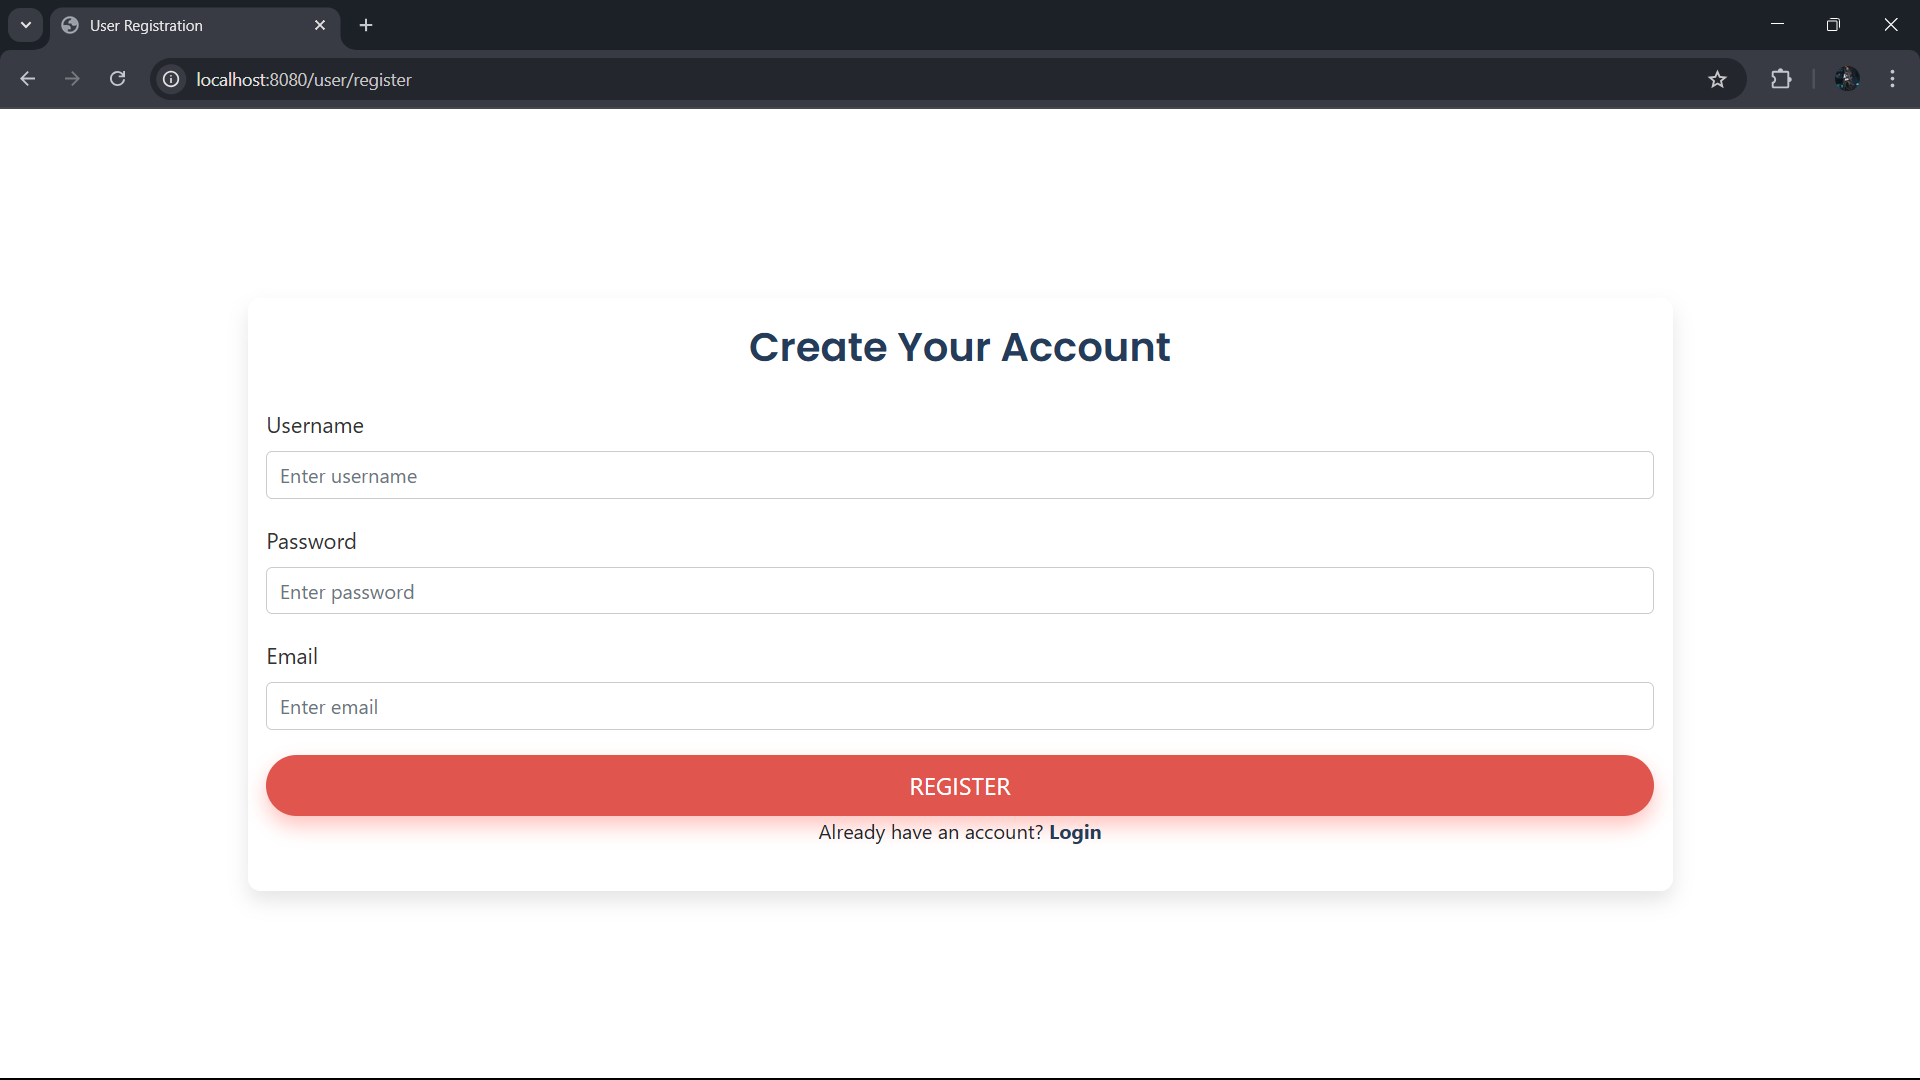 User Registration
localhost:8080/user/register
Create Your Account
Username
Enter username
Password
Enter password
Email
Enter email
REGISTER
Already have an account? Login